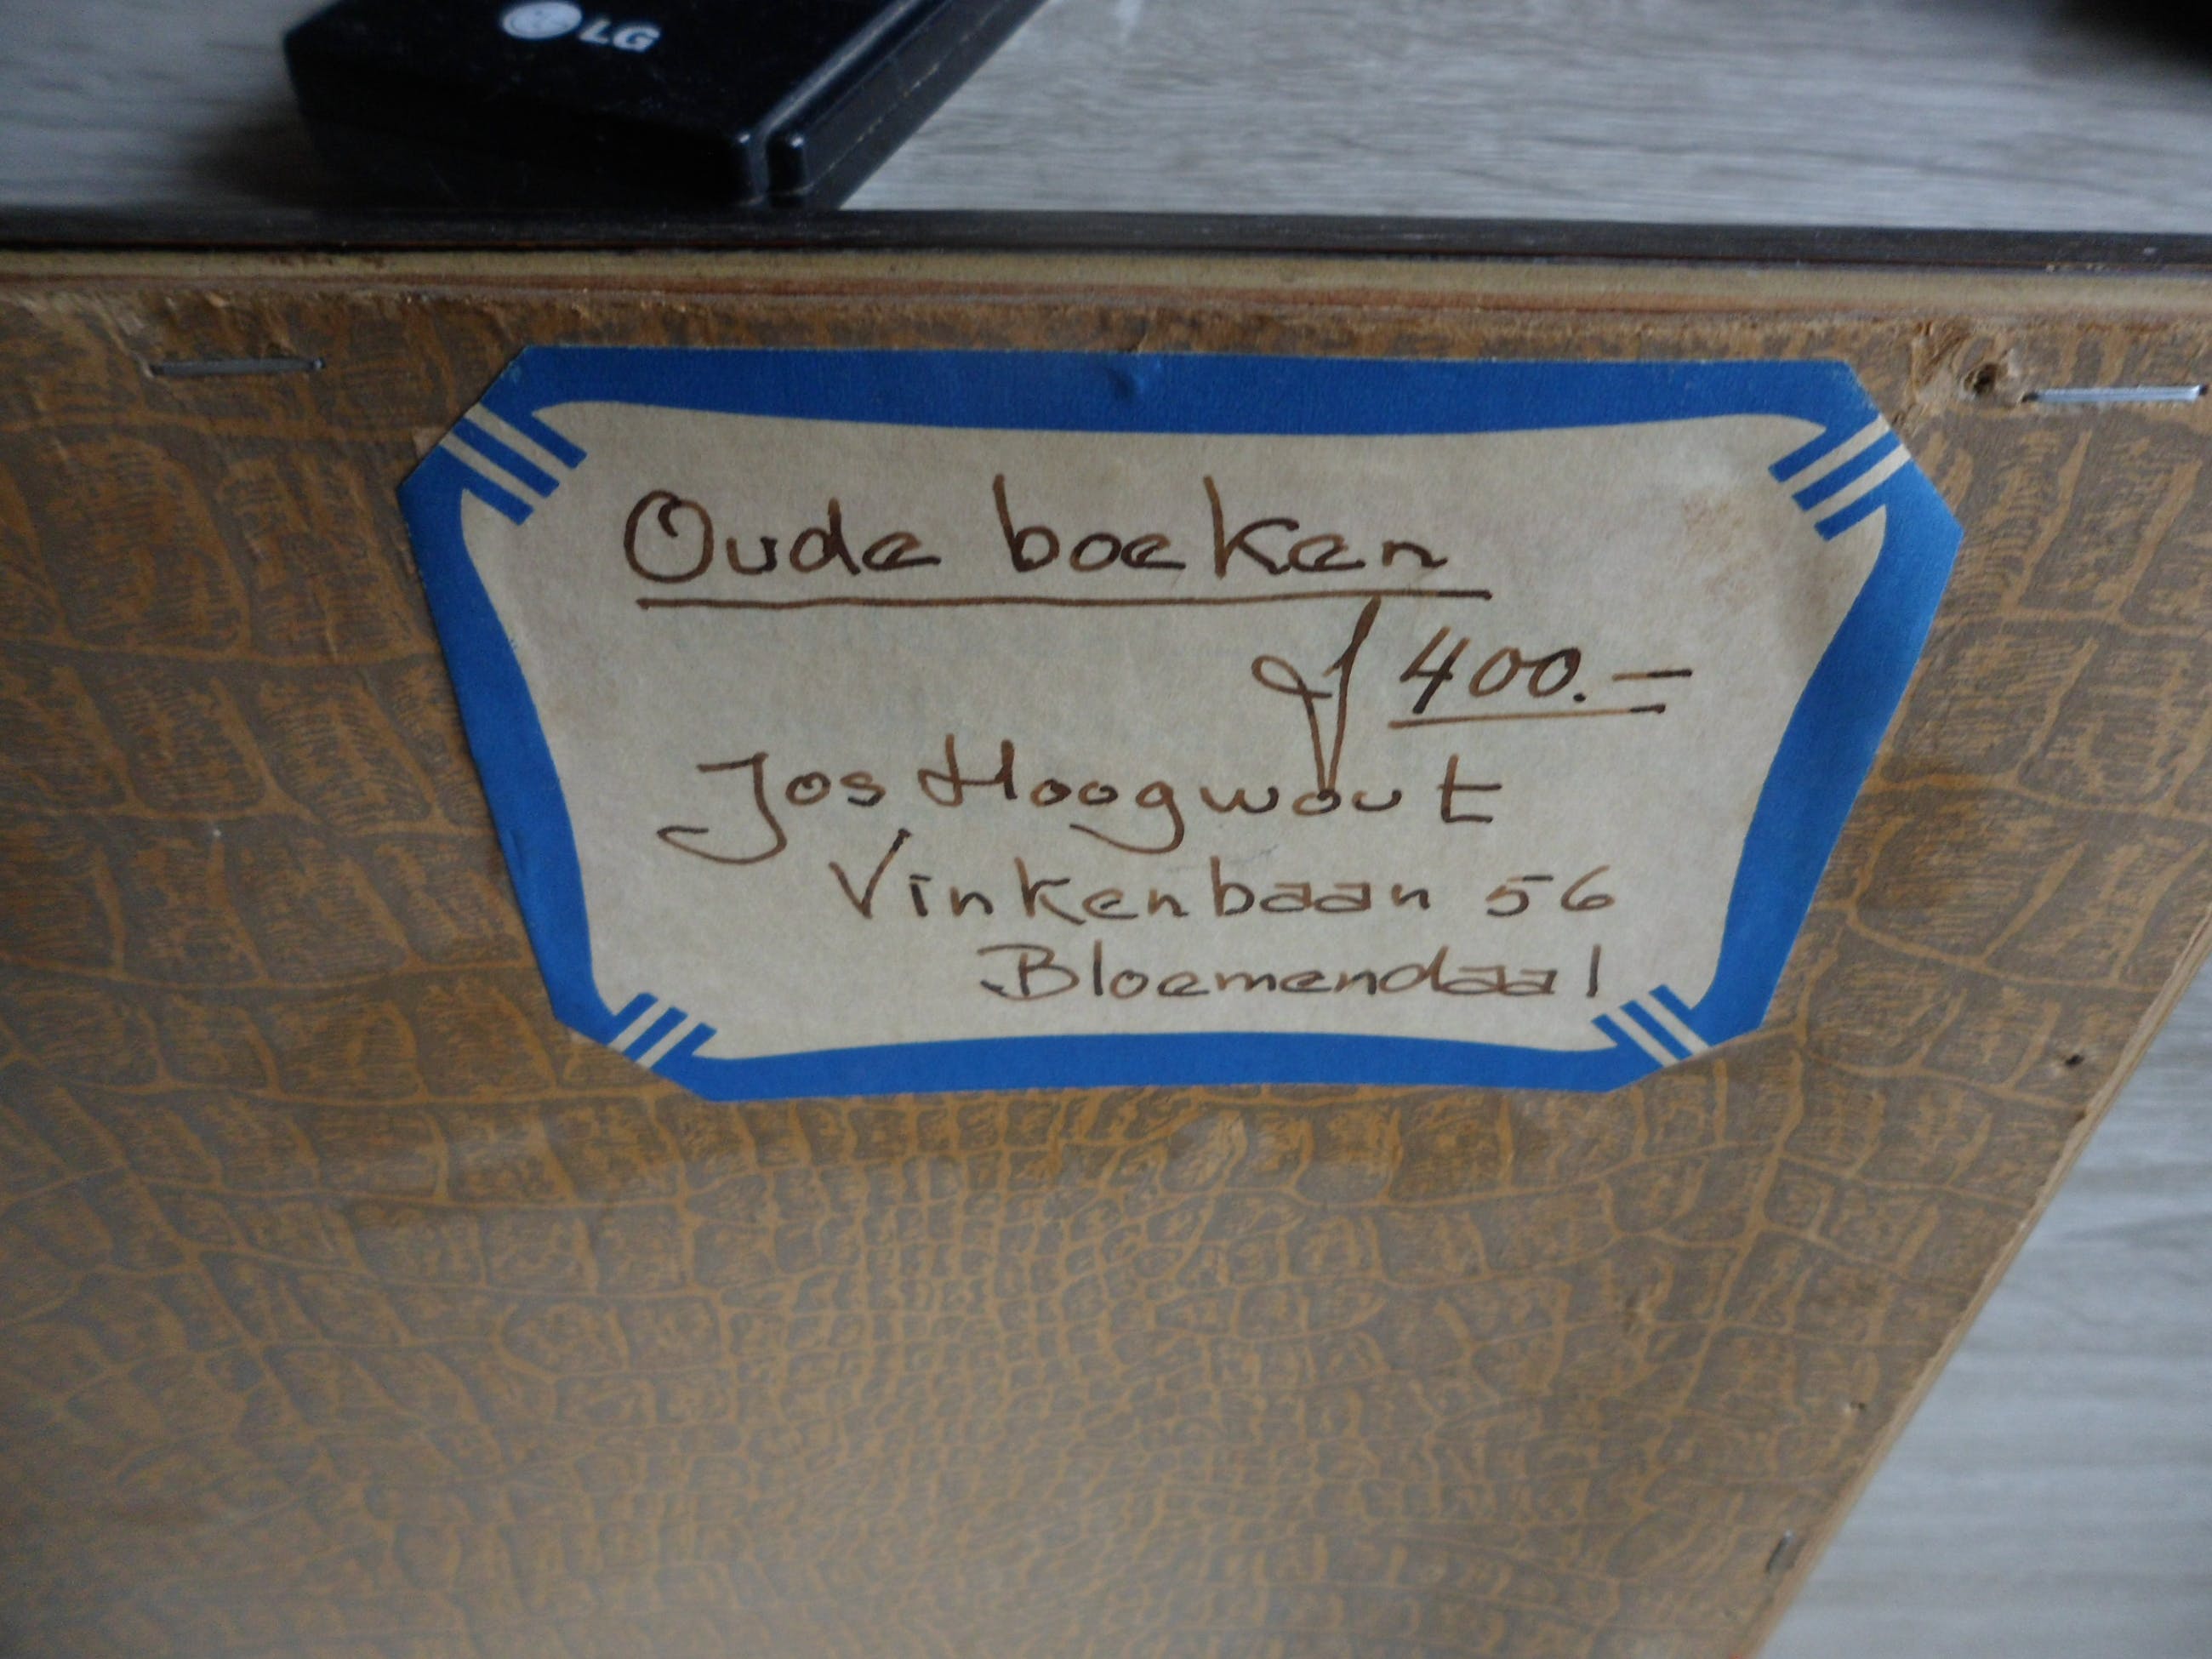 LG
Oude boeken
ƒ 400.=
Jos Hoogwout
Vinkenbaan 56
Bloemendaal